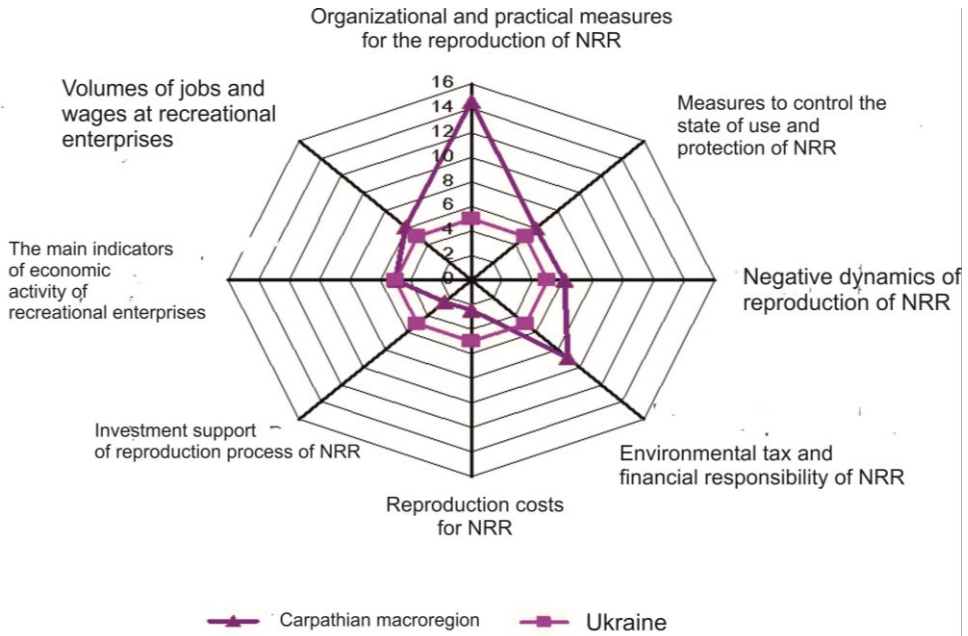 Organizational and practical measures
for the reproduction of NRR
Volumes of jobs and
wages at recreational
enterprises
Measures to control the
state of use and
protection of NRR
16
14
12
10
8
6
4
2
0
The main indicators
of economic
activity of
recreational enterprises
Negative dynamics of
reproduction of NRR
Investment support
of reproduction process of NRR
Environmental tax and
financial responsibility of NRR
Reproduction costs
for NRR
Carpathian macroregion
Ukraine